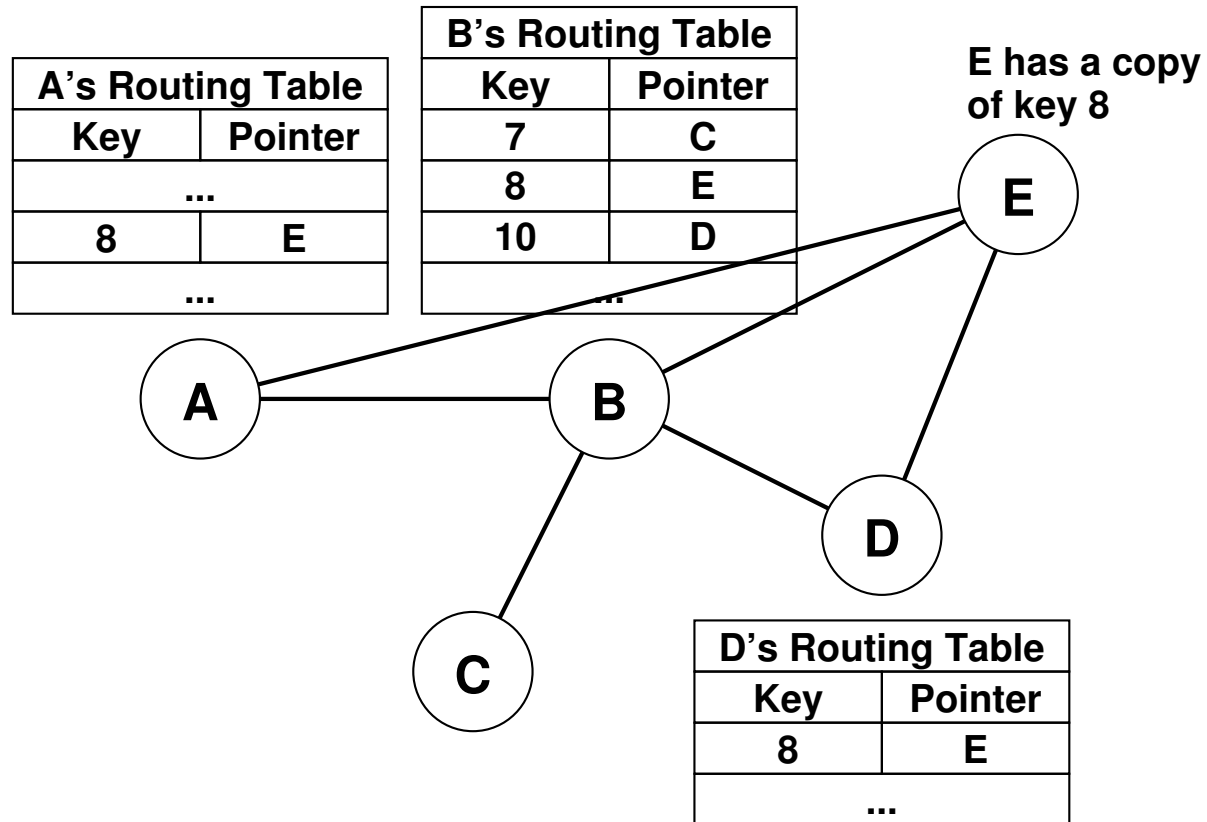 A's Routing Table
Key Pointer
...
8 E
...
B's Routing Table
Key Pointer
7 C
8 E
10 D
...
E has a copy
of key 8
E
A
B
D
C
D's Routing Table
Key Pointer
8 E
...